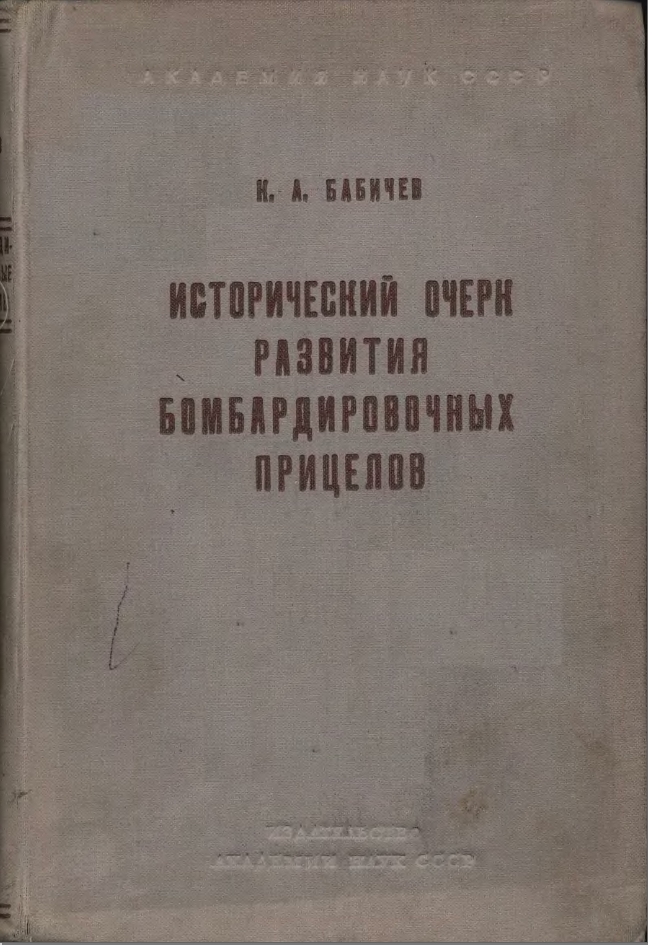 АКАДЕМИЯ НАУК СССР
К. А. БАБИЧЕВ
ИСТОРИЧЕСКИЙ ОЧЕРК
РАЗВИТИЯ
БОМБАРДИРОВОЧНЫХ
ПРИЦЕЛОВ
ИЗДАТЕЛЬСТВО
АКАДЕМИИ НАУК СССР